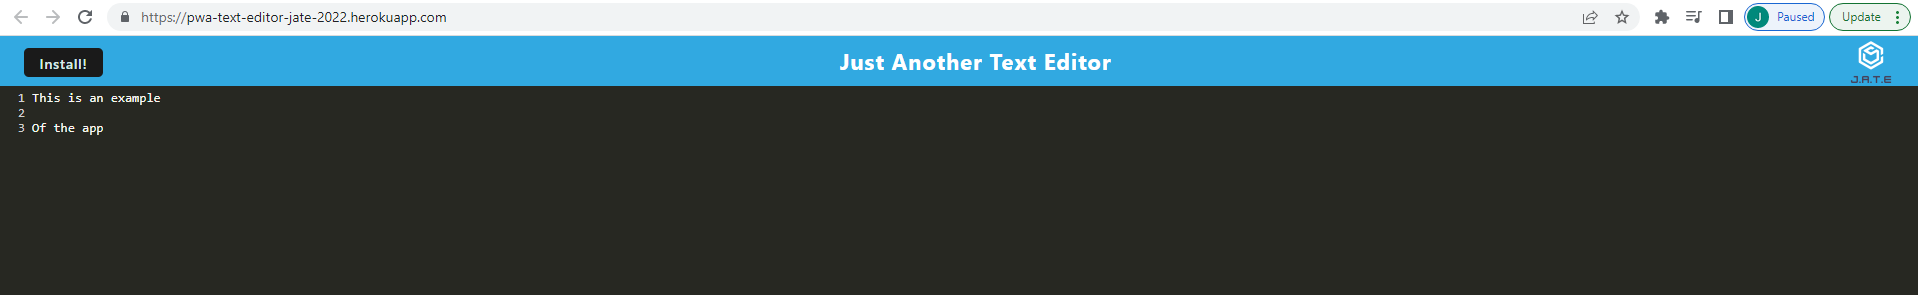 https://pwa-text-editor-jate-2022.herokuapp.com
J Paused
Update
Install!
Just Another Text Editor
J.A.T.E
1 This is an example
2
3 Of the app